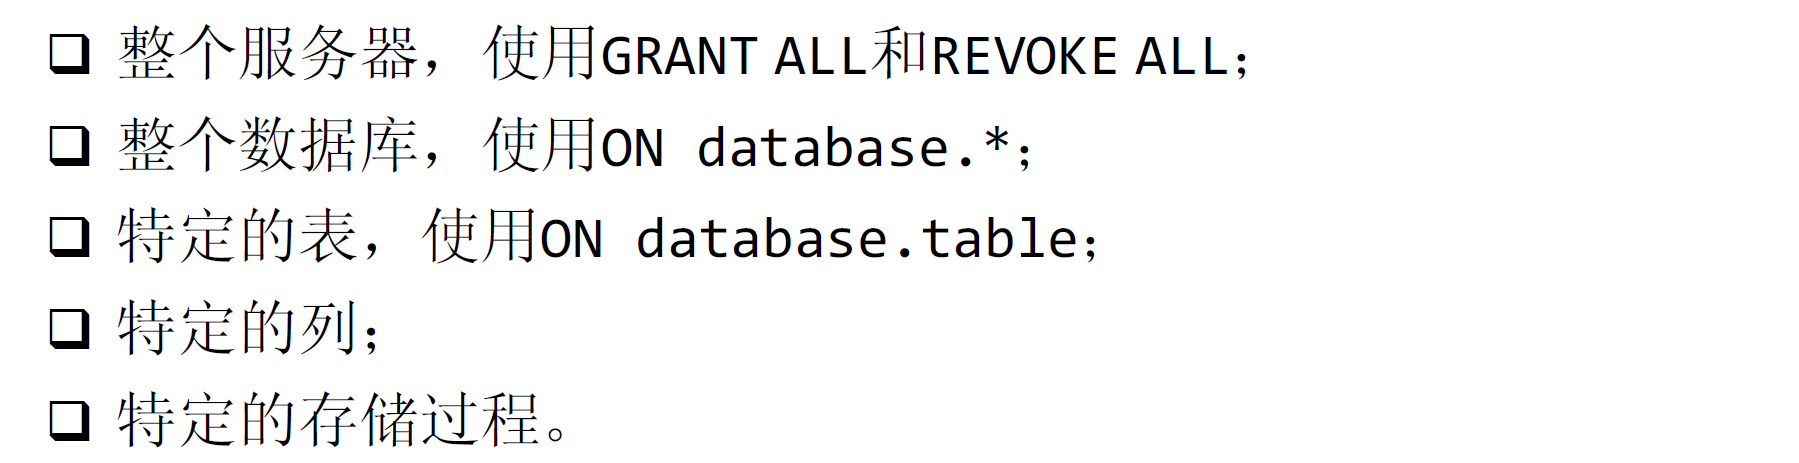 ❑ 整个服务器，使用GRANT ALL和REVOKE ALL；
❑ 整个数据库，使用ON database.*；
❑ 特定的表，使用ON database.table；
❑ 特定的列；
❑ 特定的存储过程。